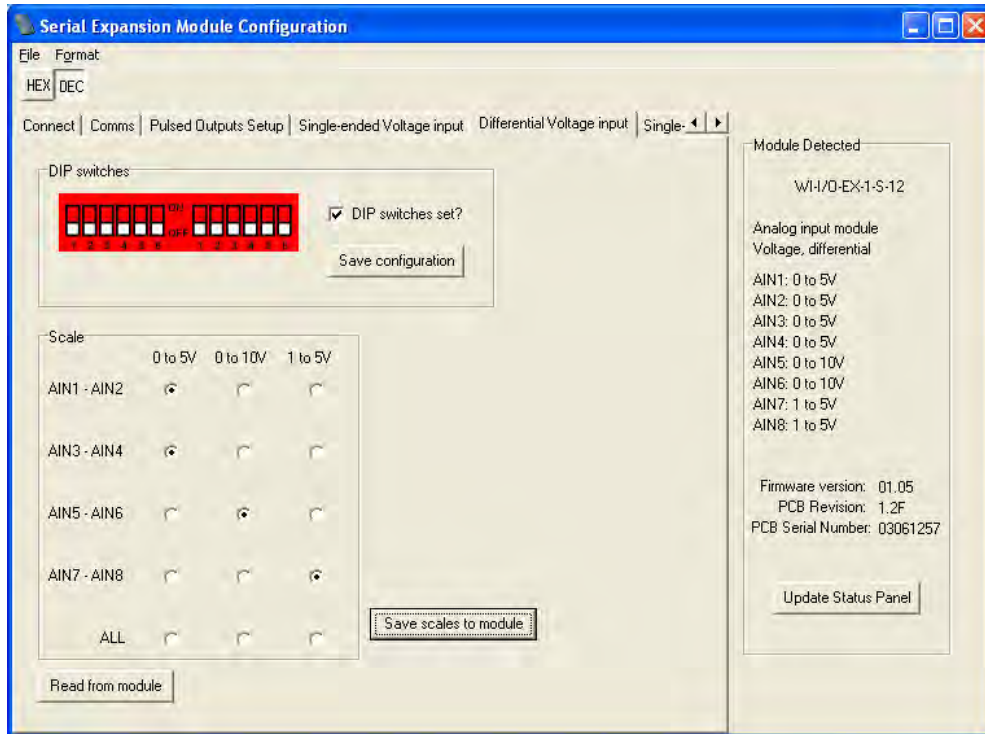 Serial Expansion Module Configuration
File Format
HEX DEC
Connect Comms Pulsed Outputs Setup Single-ended Voltage input Differential Voltage input Single-
DIP switches
ON
OFF
1 2 3 4 5 6 1 2 3 4 5 6
DIP switches set?
Save configuration
Scale
0 to 5V 0 to 10V 1 to 5V
AIN1 - AIN2
AIN3 - AIN4
AIN5 - AIN6
AIN7 - AIN8
ALL
Save scales to module
Read from module
Module Detected
WI-I/O-EX-1-S-12
Analog input module
Voltage, differential
AIN1: 0 to 5V
AIN2: 0 to 5V
AIN3: 0 to 5V
AIN4: 0 to 5V
AIN5: 0 to 10V
AIN6: 0 to 10V
AIN7: 1 to 5V
AIN8: 1 to 5V
Firmware version: 01.05
PCB Revision: 1.2F
PCB Serial Number: 03061257
Update Status Panel